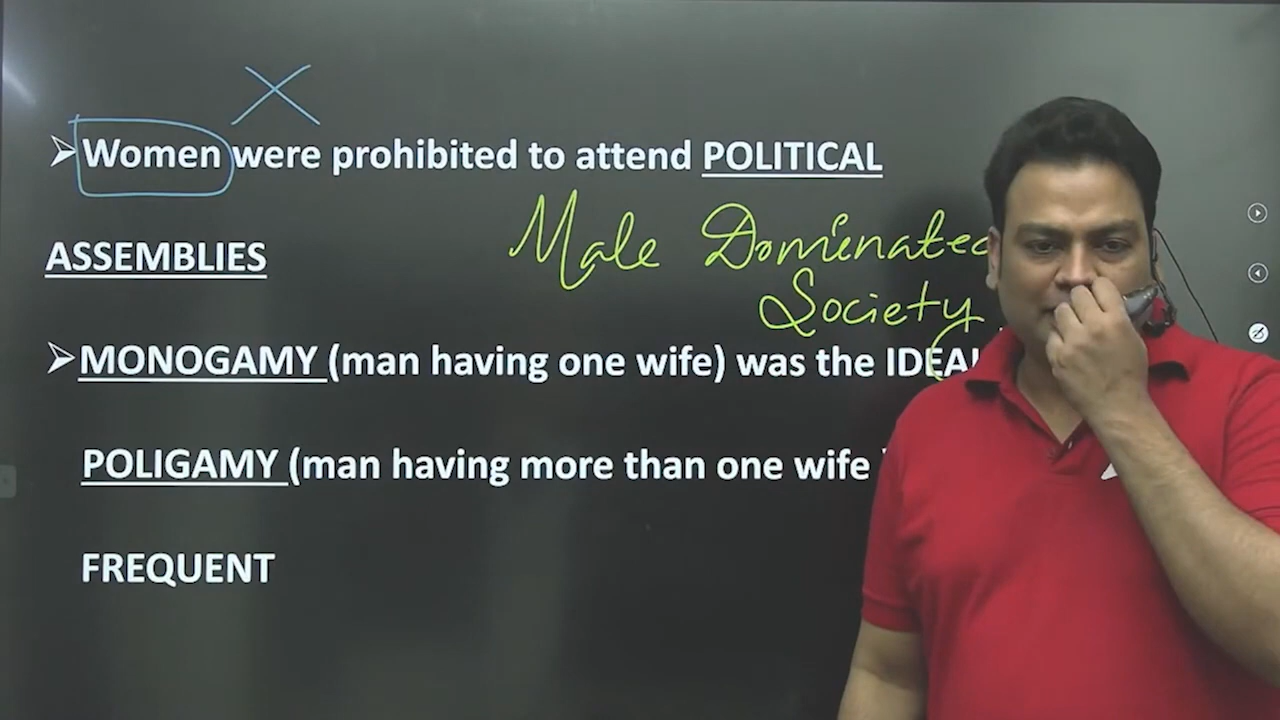 ➤ Women were prohibited to attend POLITICAL
ASSEMBLIES
Male Dominated
Society
➤ MONOGAMY (man having one wife) was the IDEAL
POLIGAMY (man having more than one wife
FREQUENT